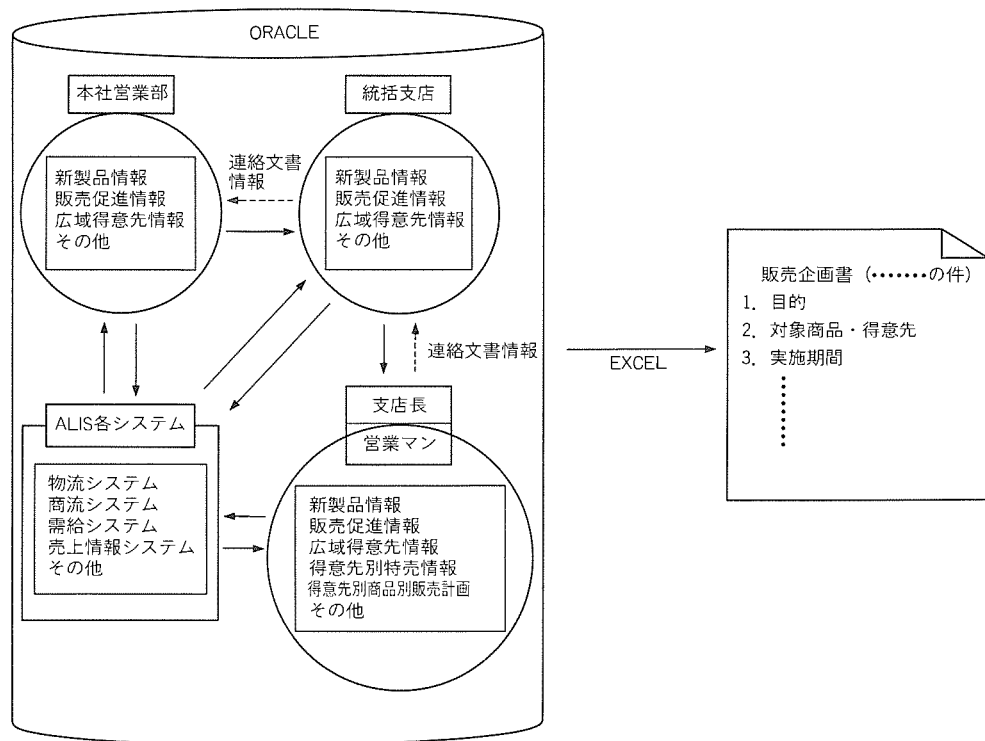 ORACLE
本社営業部
新製品情報
販売促進情報
広域得意先情報
その他
連絡文書
情報
統括支店
新製品情報
販売促進情報
広域得意先情報
その他
連絡文書情報
ALIS各システム
物流システム
商流システム
需給システム
売上情報システム
その他
支店長
営業マン
新製品情報
販売促進情報
広域得意先情報
得意先別特売情報
得意先別商品別販売計画
その他
EXCEL
販売企画書(・・・・・・・の件)
1. 目的
2. 対象商品・得意先
3. 実施期間